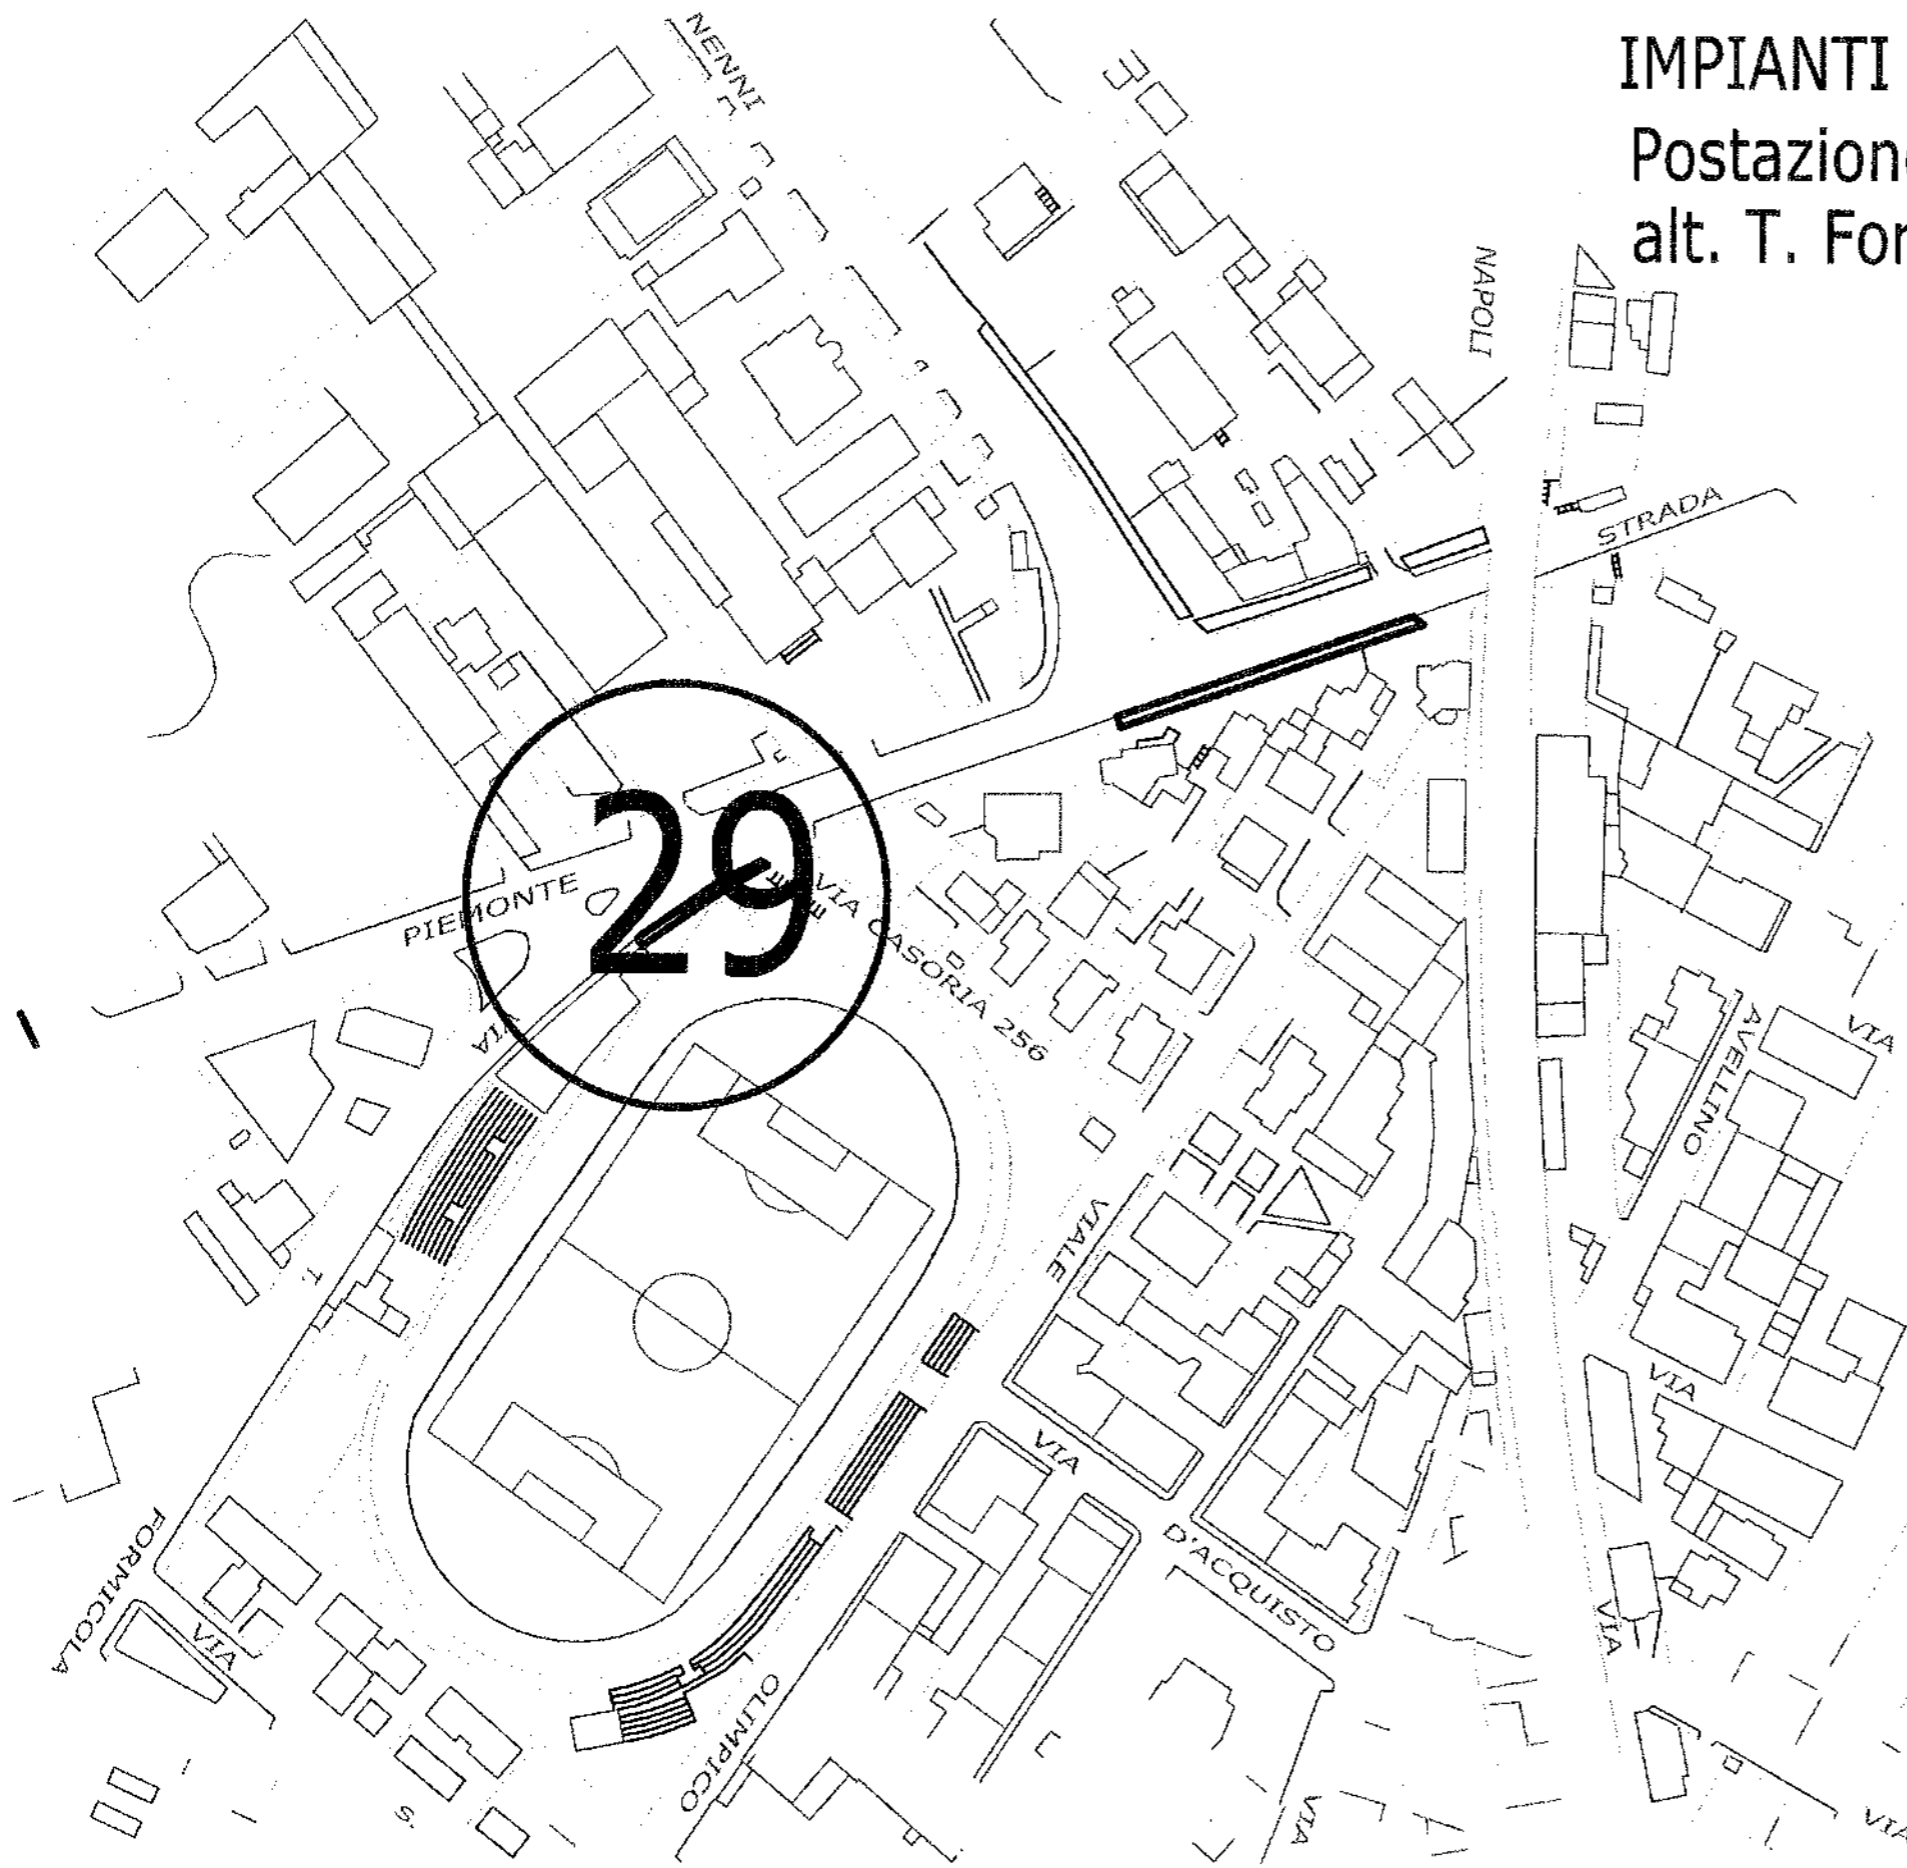 IMPIANTI
Postazion
alt. T. For
NENNI
NAPOLI
STRADA
29
PIEMONTE
VIA CASORIA 256
VIA
AVELLINO
VIA
VIALE
T.
VIA
VIA
D'ACQUISTO
FORMICOLA
VIA
VIA
OLIMPICO
S.
VIA
VIA